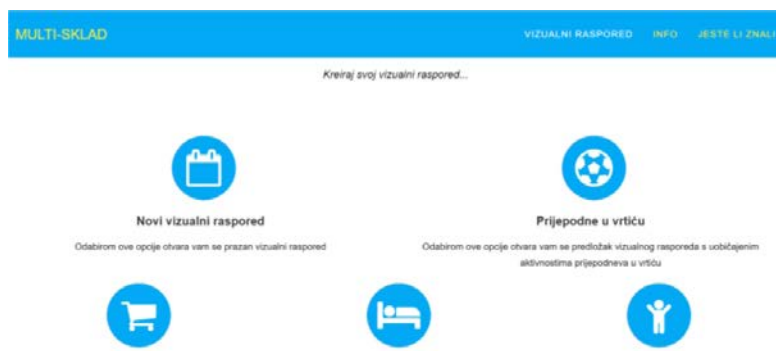 MULTI-SKLAD
VIZUALNI RASPORED INFO JESTE LI ZNALI
Kreiraj svoj vizualni raspored...
Novi vizualni raspored
Prijepodne u vrtiću
Odabirom ove opcije otvara vam se prazan vizualni raspored
Odabirom ove opcije otvara vam se predložak vizualnog rasporeda s uobičajenim
aktivnostima prijepodneva u vrtiću